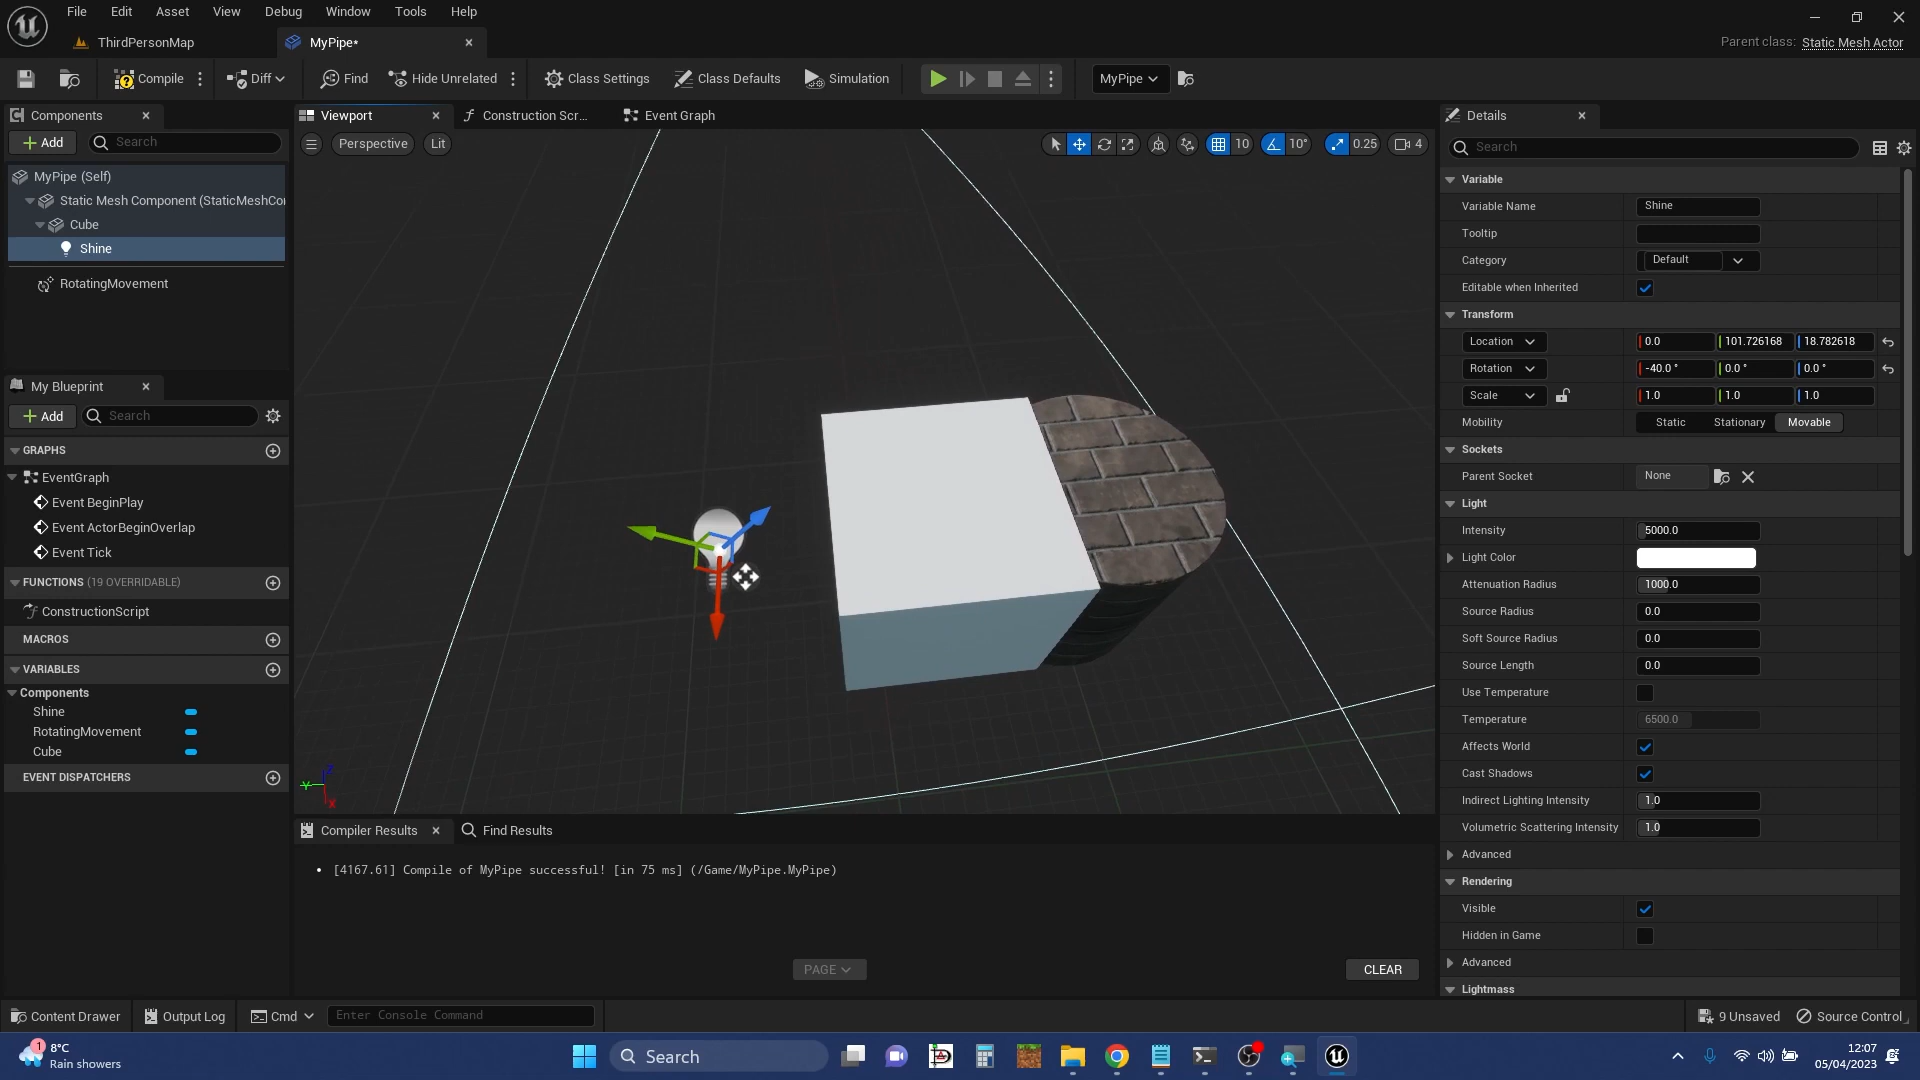 File Edit Asset View Debug Window Tools Help
ThirdPersonMap MyPipe*
Parent class: Static Mesh Actor
Compile Diff Find Hide Unrelated Class Settings Class Defaults Simulation MyPipe
Components
Add Search
MyPipe (Self)
Static Mesh Component (StaticMeshCo
Cube
Shine
RotatingMovement
My Blueprint
Add Search
GRAPHS
EventGraph
Event BeginPlay
Event ActorBeginOverlap
Event Tick
FUNCTIONS (19 OVERRIDABLE)
ConstructionScript
MACROS
VARIABLES
Components
Shine
RotatingMovement
Cube
EVENT DISPATCHERS
Viewport Construction Scr... Event Graph
Perspective Lit 10 10° 0.25 4
Y Z X
Compiler Results Find Results
• [4167.61] Compile of MyPipe successful! [in 75 ms] (/Game/MyPipe.MyPipe)
PAGE CLEAR
Details
Search
Variable
Variable Name Shine
Tooltip
Category Default
Editable when Inherited
Transform
Location 0.0 101.726168 18.782618
Rotation -40.0 ° 0.0 ° 0.0 °
Scale 1.0 1.0 1.0
Mobility Static Stationary Movable
Sockets
Parent Socket None
Light
Intensity 5000.0
Light Color
Attenuation Radius 1000.0
Source Radius 0.0
Soft Source Radius 0.0
Source Length 0.0
Use Temperature
Temperature 6500.0
Affects World
Cast Shadows
Indirect Lighting Intensity 1.0
Volumetric Scattering Intensity 1.0
Advanced
Rendering
Visible
Hidden in Game
Advanced
Lightmass
Content Drawer Output Log Cmd Enter Console Command 9 Unsaved Source Control
1 8°C
Rain showers
Search
12:07
05/04/2023